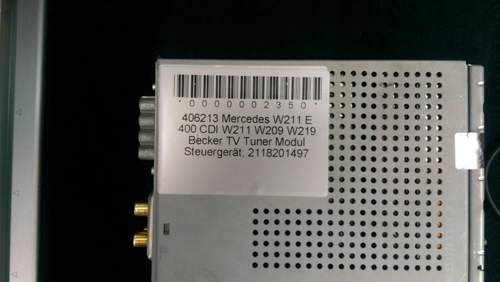 *0000002350*
406213 Mercedes W211 E
400 CDI W211 W209 W219
Becker TV Tuner Modul
Steuergerät: 2118201497